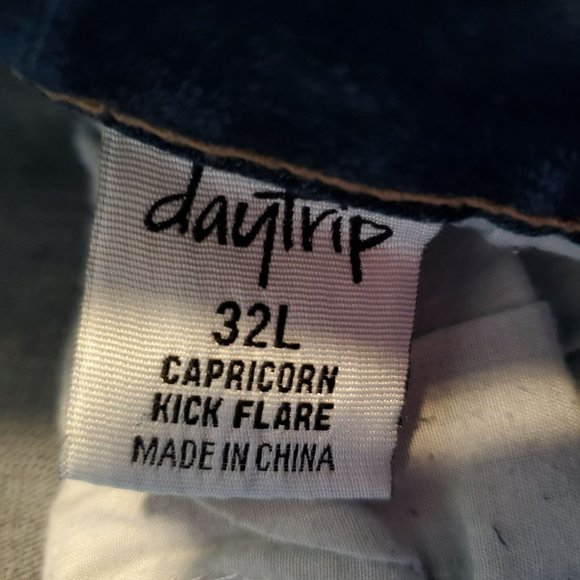 daytrip
32L
CAPRICORN
KICK FLARE
MADE IN CHINA